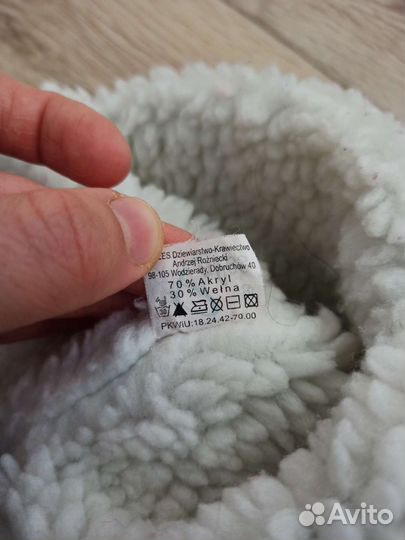 ES Dziewiarstwo-Krawiectwo
Andrzej Rożniecki
98-105 Wodzierady, Dobruchów 40
70% Akryl
30% Wełna
30
PKWiU:18.24.42-70.00
Avito